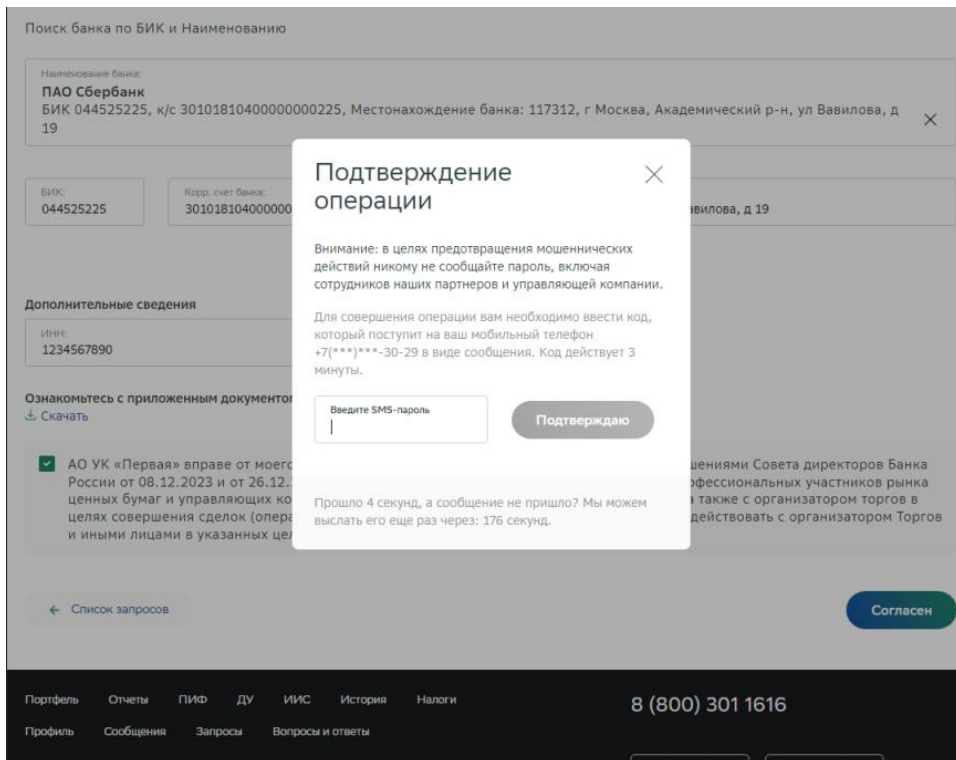 Поиск банка по БИК и Наименованию
Наименование банка:
ПАО Сбербанк
БИК 044525225, к/с 30101810400000000225, Местонахождение банка: 117312, г Москва, Академический р-н, ул Вавилова, д
19
БИК:
044525225
Корр. счет банка:
301018104000000
авилова, д 19
Подтверждение
операции
Внимание: в целях предотвращения мошеннических
действий никому не сообщайте пароль, включая
сотрудников наших партнеров и управляющей компании.
Для совершения операции вам необходимо ввести код,
который поступит на ваш мобильный телефон
+7(***)***-30-29 в виде сообщения. Код действует 3
минуты.
Введите SMS-пароль
Подтверждаю
Прошло 4 секунд, а сообщение не пришло? Мы можем
выслать его еще раз через: 176 секунд.
Дополнительные сведения
ИНН:
1234567890
Ознакомьтесь с приложенным документо
Скачать
АО УК «Первая» вправе от моег шениями Совета директоров Банка
России от 08.12.2023 и от 26.12. фессиональных участников рынка
ценных бумаг и управляющих ко также с организатором торгов в
целях совершения сделок (опера действовать с организатором Торгов
и иными лицами в указанных це
Список запросов
Согласен
Портфель Отчеты ПИФ ДУ ИИС История Налоги
8 (800) 301 1616
Профиль Сообщения Запросы Вопросы и ответы